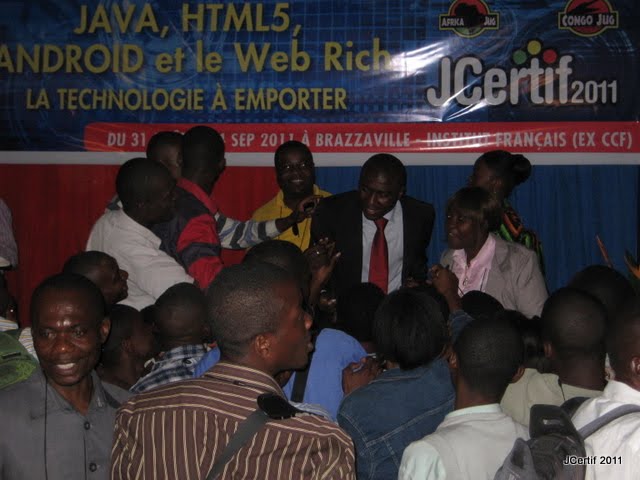 JAVA, HTML5,
ANDROID et le Web Rich
LA TECHNOLOGIE À EMPORTER
AFRICA JUG
CONGO JUG
JCertif 2011
DU 31 SEP 2011 À BRAZZAVILLE - INSTITUT FRANÇAIS (EX CCF)
JCertif 2011